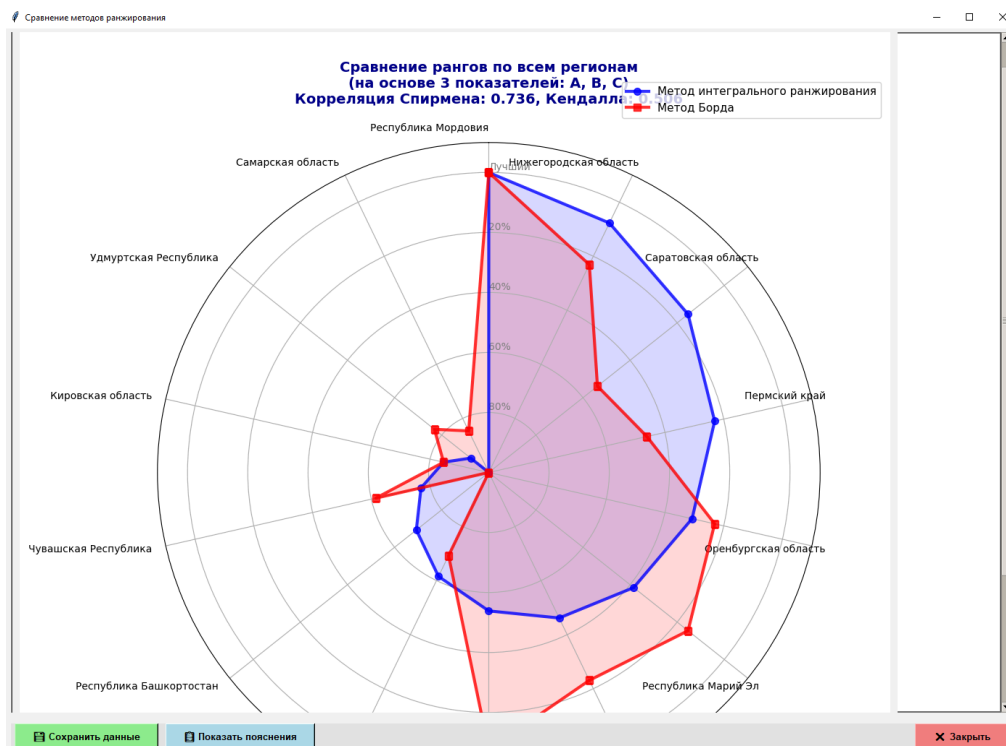 Сравнение методов ранжирования
Сравнение рангов по всем регионам
(на основе 3 показателей: A, B, C)
Корреляция Спирмена: 0.736, Кендалла: 0.506
Метод интегрального ранжирования
Метод Борда
Республика Мордовия
Самарская область
Нижегородская область
Лучший
20%
Удмуртская Республика
Саратовская область
40%
60%
Кировская область
Пермский край
80%
Чувашская Республика
Оренбургская область
Республика Башкортостан
Республика Марий Эл
Сохранить данные
Показать пояснения
Закрыть